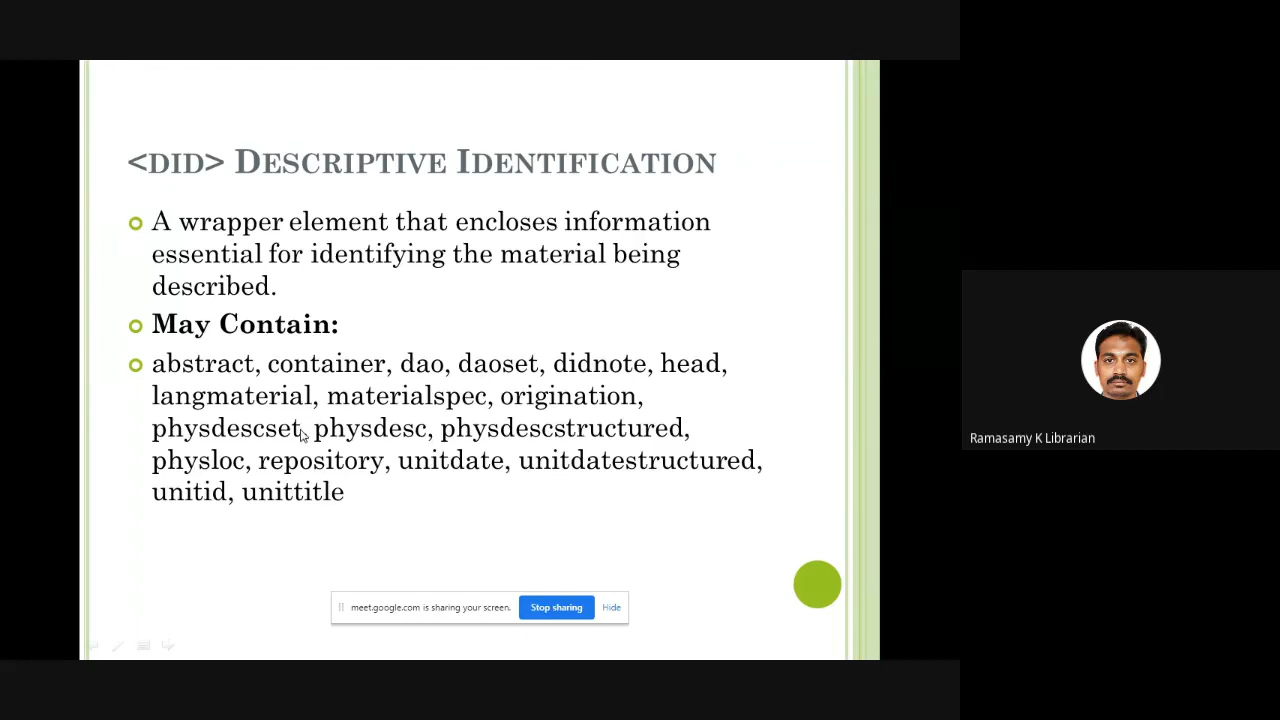 <DID> DESCRIPTIVE IDENTIFICATION
A wrapper element that encloses information
essential for identifying the material being
described.
May Contain:
abstract, container, dao, daoset, didnote, head,
langmaterial, materialspec, origination,
physdescset, physdesc, physdescstructured,
physloc, repository, unitdate, unitdatestructured,
unitid, unittitle
meet.google.com is sharing your screen.
Stop sharing
Hide
Ramasamy K Librarian